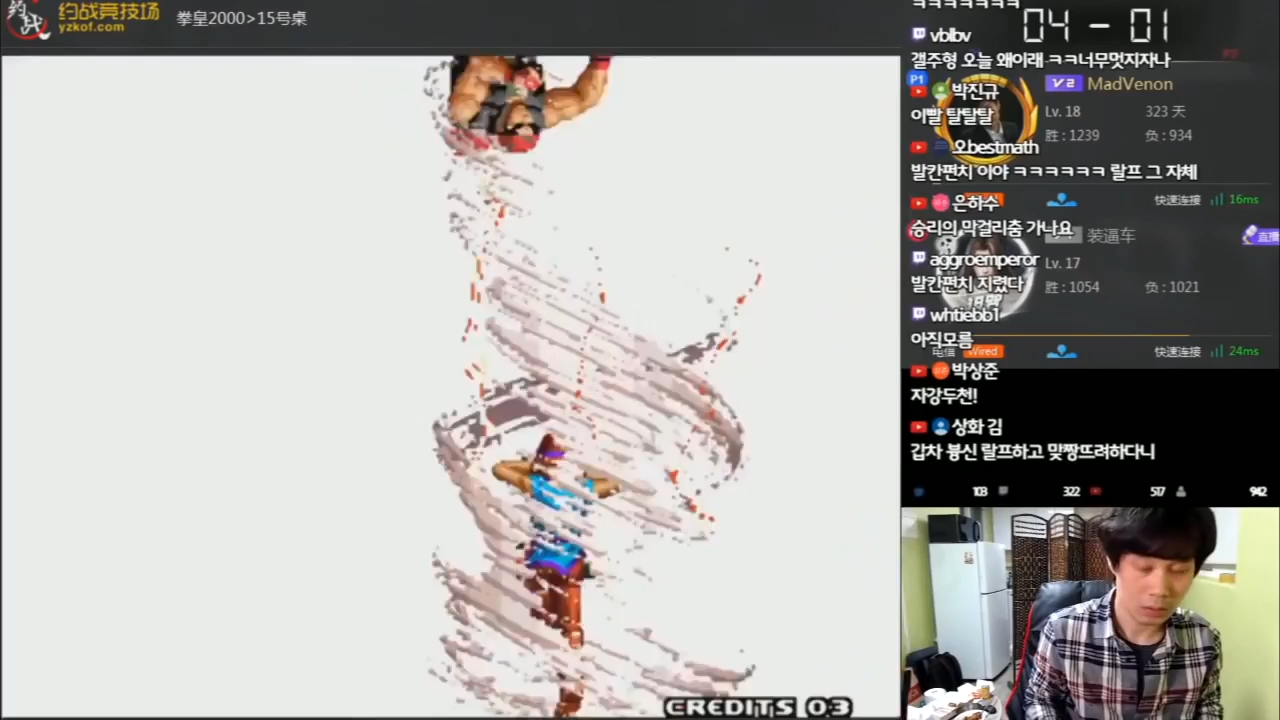 约战竞技场
yzkof.com
拳皇2000>15号桌
ㅋㅋㅋㅋㅋㅋㅋ
04 - 01
vblbv
갤주형 오늘 왜이래 ㅋㅋ너무멋지자나
P1
V 2 MadVenon
박진규
Lv. 18 323 天
이빨 탈탈탈
胜 : 1239 负 : 934
오bestmath
발칸펀치 이야 ㅋㅋㅋㅋㅋㅋ 랄프 그 자체
은하수
快速连接 16ms
승리의 막걸리춤 가나요
装逼车
直播
aggroemperor
Lv. 17
발칸펀치 지렸다
胜 : 1054 负 : 1021
whtiebb1
아직모름
电信 Wired 快速连接 24ms
박상준
자강두천!
상화 김
갑차 븅신 랄프하고 맞짱뜨려하다니
103 322 517 942
CREDITS 03